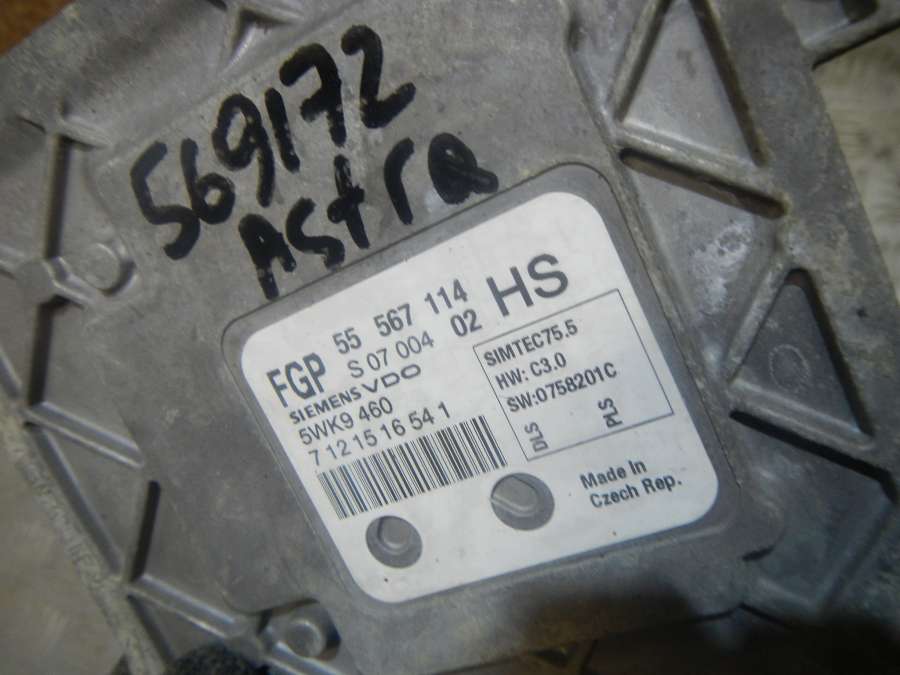 569172
Astra
FGP 55 567 114 HS
S 07 004 02
SIEMENS VDO
5WK9 460
7 12 15 16 54 1
SIMTEC75.5
HW: C3.0
SW:0758201C
DLS PLS
Made In
Czech Rep.